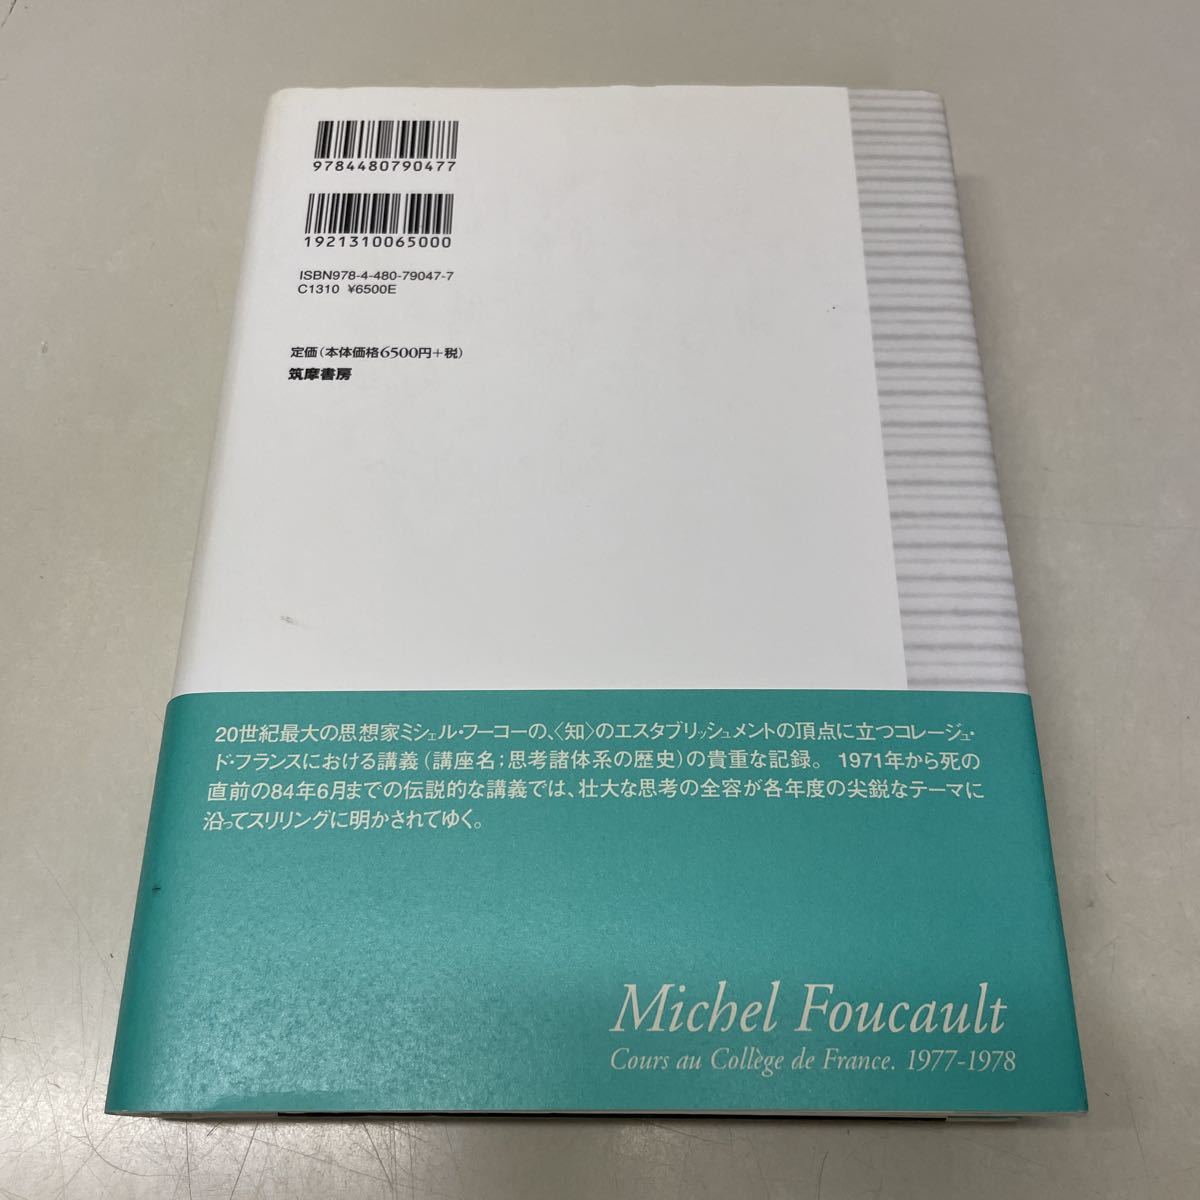 9784480790477
1921310065000
ISBN978-4-480-79047-7
C1310 ¥6500E
定価(本体価格6500円+税)
筑摩書房
20世紀最大の思想家ミシェル・フーコーの、〈知〉のエスタブリッシュメントの頂点に立つコレージュ・
ド・フランスにおける講義(講座名;思考諸体系の歴史)の貴重な記録。 1971年から死の
直前の84年6月までの伝説的な講義では、壮大な思考の全容が各年度の尖鋭なテーマに
沿ってスリリングに明かされてゆく。
Michel Foucault
Cours au Collège de France. 1977-1978